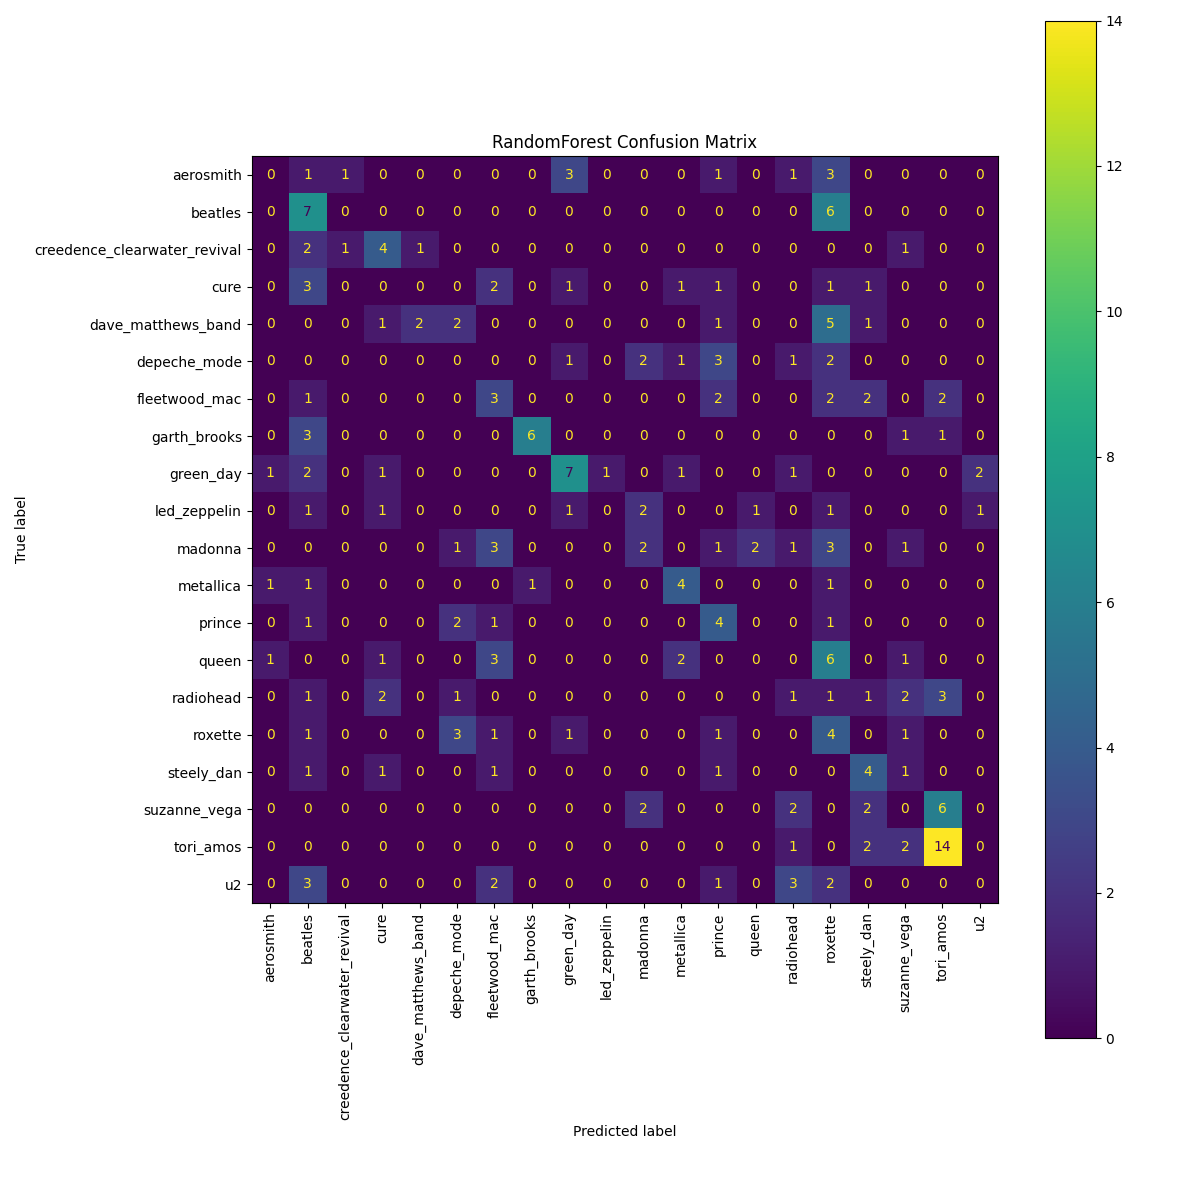 RandomForest Confusion Matrix
14
12
10
8
6
4
2
0
True label
aerosmith 0 1 1 0 0 0 0 0 3 0 0 0 1 0 1 3 0 0 0 0
beatles 0 7 0 0 0 0 0 0 0 0 0 0 0 0 0 6 0 0 0 0
creedence_clearwater_revival 0 2 1 4 1 0 0 0 0 0 0 0 0 0 0 0 0 1 0 0
cure 0 3 0 0 0 0 2 0 1 0 0 1 1 0 0 1 1 0 0 0
dave_matthews_band 0 0 0 1 2 2 0 0 0 0 0 0 1 0 0 5 1 0 0 0
depeche_mode 0 0 0 0 0 0 0 0 1 0 2 1 3 0 1 2 0 0 0 0
fleetwood_mac 0 1 0 0 0 0 3 0 0 0 0 0 2 0 0 2 2 0 2 0
garth_brooks 0 3 0 0 0 0 0 6 0 0 0 0 0 0 0 0 0 1 1 0
green_day 1 2 0 1 0 0 0 0 7 1 0 1 0 0 1 0 0 0 0 2
led_zeppelin 0 1 0 1 0 0 0 0 1 0 2 0 0 1 0 1 0 0 0 1
madonna 0 0 0 0 0 1 3 0 0 0 2 0 1 2 1 3 0 1 0 0
metallica 1 1 0 0 0 0 0 1 0 0 0 4 0 0 0 1 0 0 0 0
prince 0 1 0 0 0 2 1 0 0 0 0 0 4 0 0 1 0 0 0 0
queen 1 0 0 1 0 0 3 0 0 0 0 2 0 0 0 6 0 1 0 0
radiohead 0 1 0 2 0 1 0 0 0 0 0 0 0 0 1 1 1 2 3 0
roxette 0 1 0 0 0 3 1 0 1 0 0 0 1 0 0 4 0 1 0 0
steely_dan 0 1 0 1 0 0 1 0 0 0 0 0 1 0 0 0 4 1 0 0
suzanne_vega 0 0 0 0 0 0 0 0 0 0 2 0 0 0 2 0 2 0 6 0
tori_amos 0 0 0 0 0 0 0 0 0 0 0 0 0 0 1 0 2 2 14 0
u2 0 3 0 0 0 0 2 0 0 0 0 0 1 0 3 2 0 0 0 0
aerosmith
beatles
creedence_clearwater_revival
cure
dave_matthews_band
depeche_mode
fleetwood_mac
garth_brooks
green_day
led_zeppelin
madonna
metallica
prince
queen
radiohead
roxette
steely_dan
suzanne_vega
tori_amos
u2
Predicted label